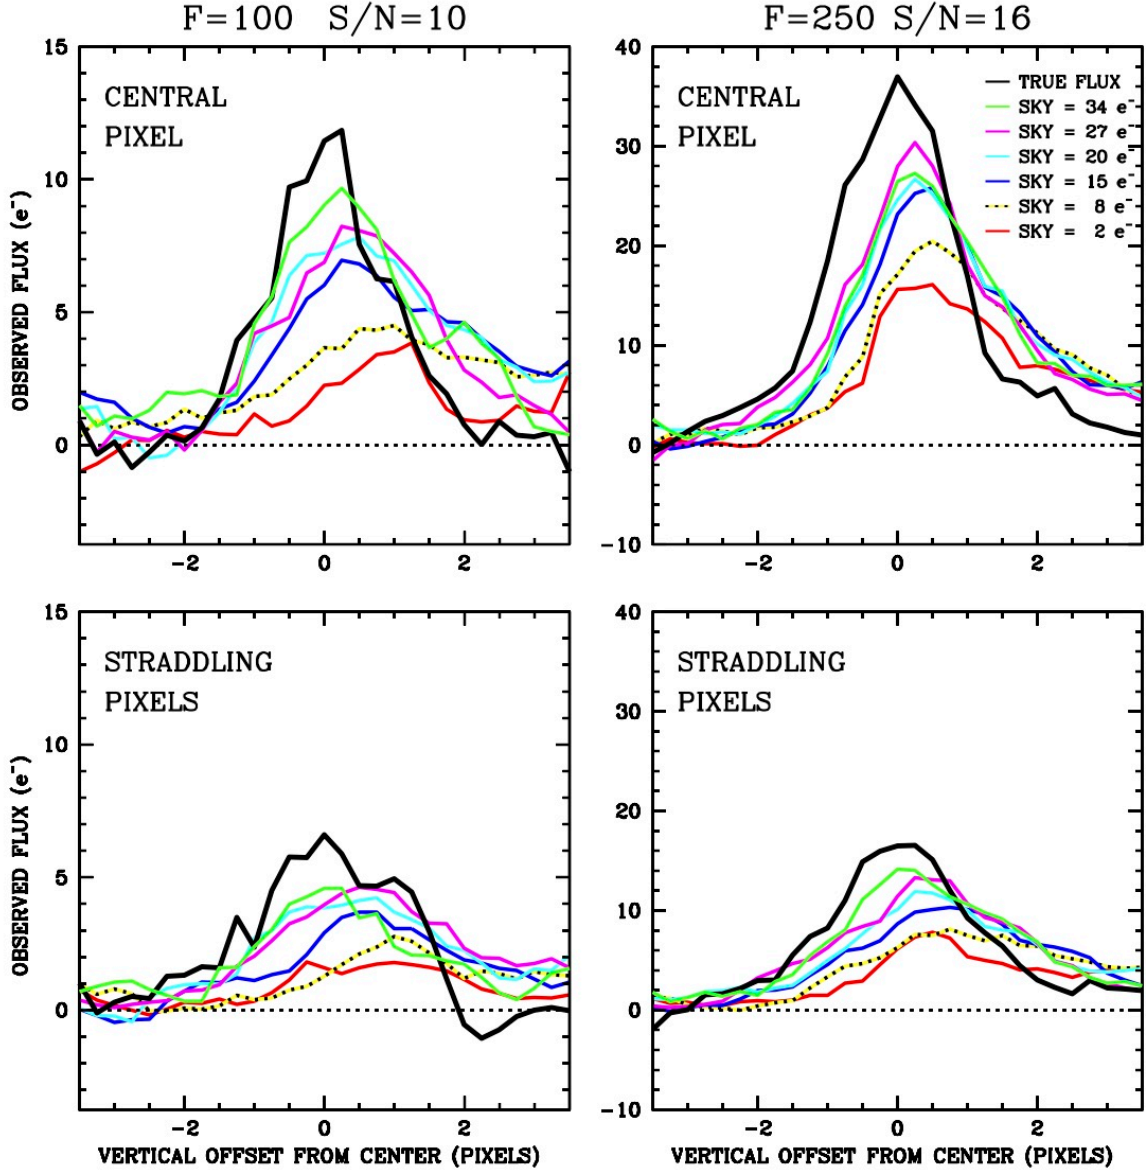 F=100 S/N=10
F=250 S/N=16
15
10
5
0
-2
0
2
OBSERVED FLUX (e⁻)
CENTRAL
PIXEL
40
30
20
10
0
-10
-2
0
2
CENTRAL
PIXEL
TRUE FLUX
SKY = 34 e⁻
SKY = 27 e⁻
SKY = 20 e⁻
SKY = 15 e⁻
SKY = 8 e⁻
SKY = 2 e⁻
15
10
5
0
-2
0
2
OBSERVED FLUX (e⁻)
STRADDLING
PIXELS
VERTICAL OFFSET FROM CENTER (PIXELS)
40
30
20
10
0
-10
-2
0
2
STRADDLING
PIXELS
VERTICAL OFFSET FROM CENTER (PIXELS)